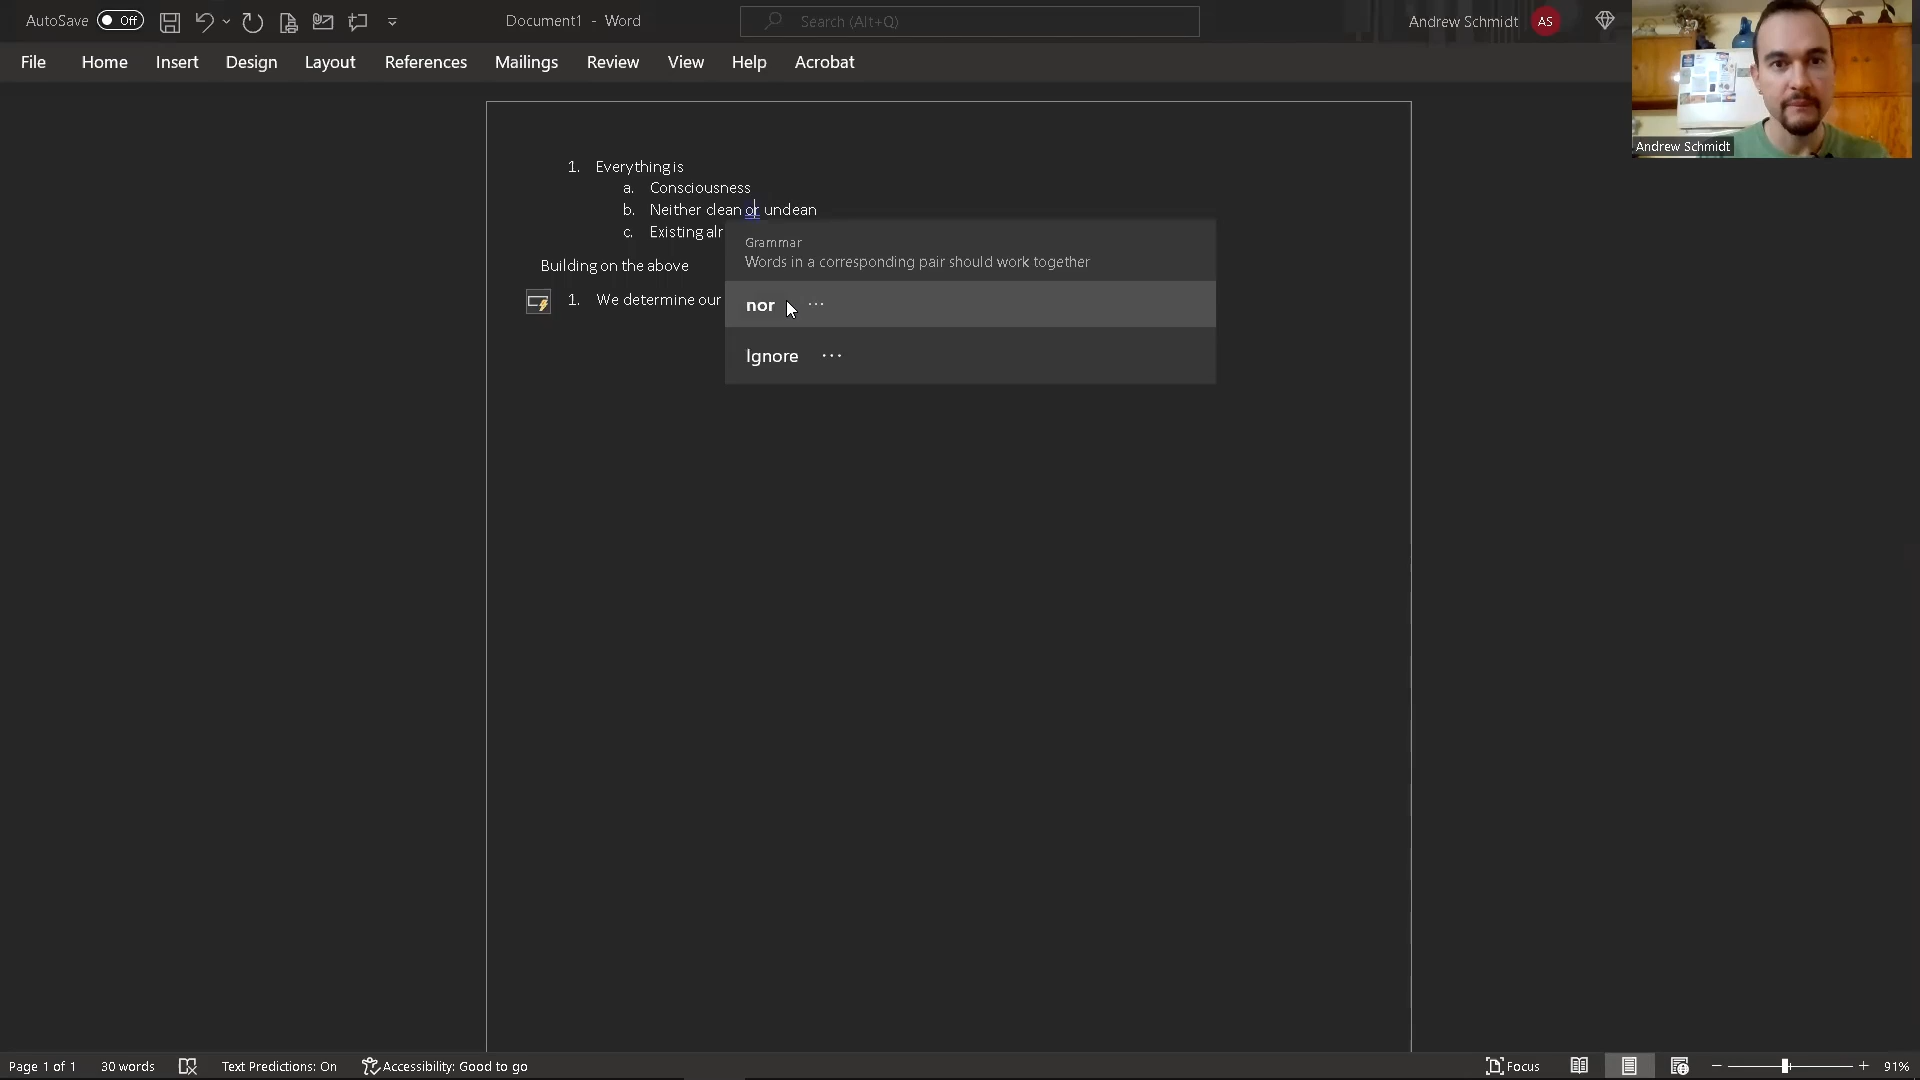 AutoSave Off Document1 - Word Search (Alt+Q) Andrew Schmidt AS
File Home Insert Design Layout References Mailings Review View Help Acrobat
Andrew Schmidt
1. Everything is
a. Consciousness
b. Neither clean or unclean
c. Existing alr
Grammar
Words in a corresponding pair should work together
nor ...
Ignore ...
Building on the above
1. We determine our
Page 1 of 1 30 words Text Predictions: On Accessibility: Good to go Focus 91%